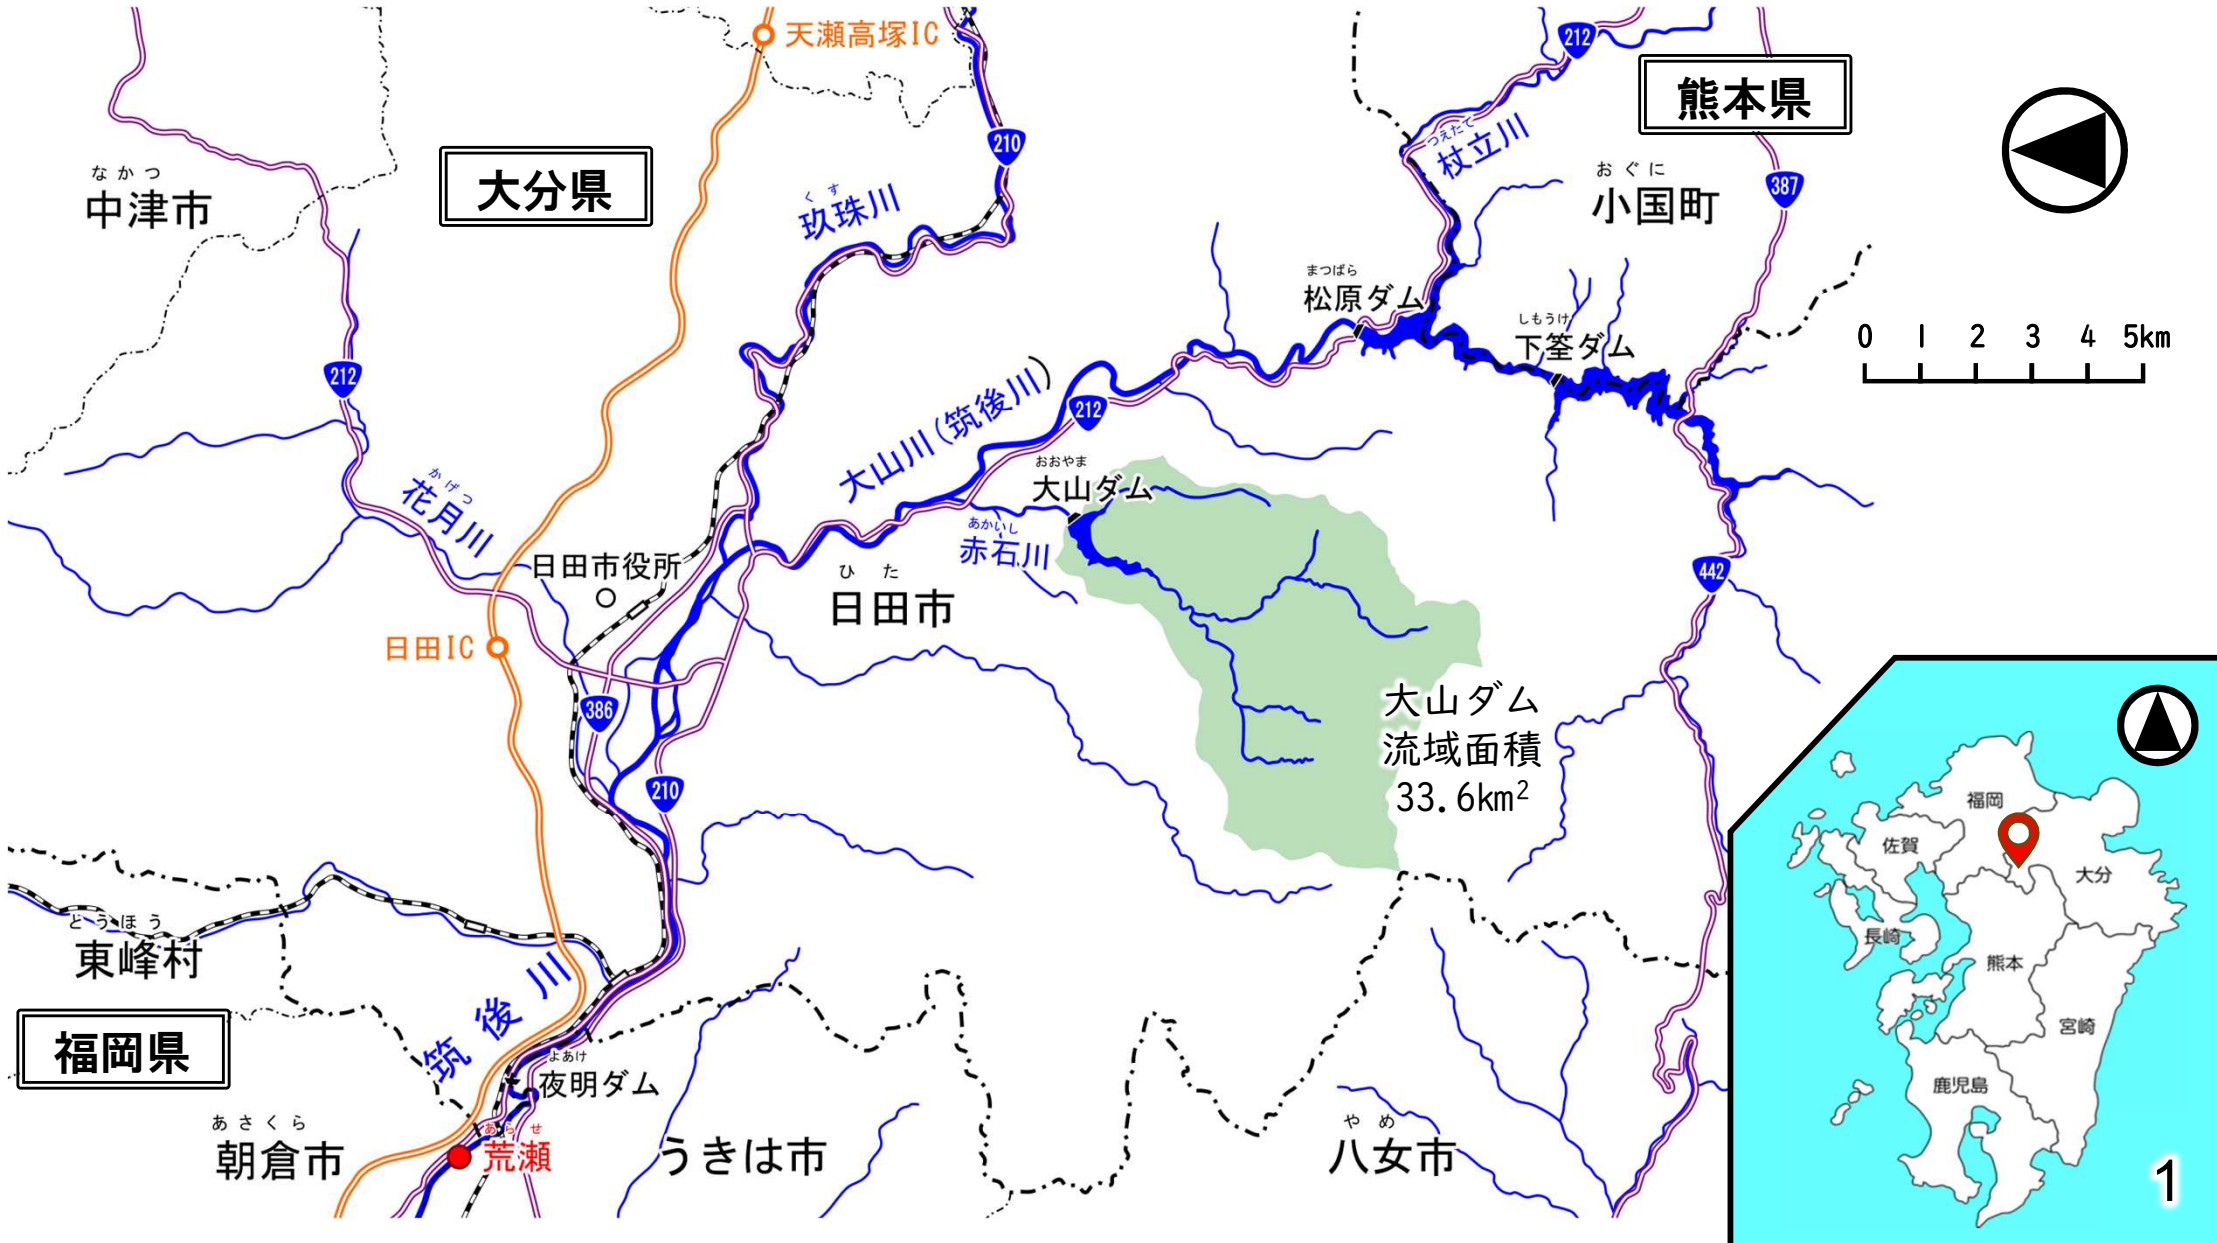 天瀬高塚IC
212
熊本県
210
つえたて
杖立川
なかつ
中津市
大分県
くす
玖珠川
おぐに
小国町
387
まつばら
松原ダム
しもうけ
下筌ダム
0 1 2 3 4 5km
212
大山川(筑後川)
212
おおやま
大山ダム
かげつ
花月川
あかいし
赤石川
日田市役所
ひた
日田市
442
日田IC
386
210
大山ダム
流域面積
33.6km²
とうほう
東峰村
筑後川
福岡県
よあけ
夜明ダム
あさくら
朝倉市
あらせ
荒瀬
うきは市
やめ
八女市
福岡
佐賀
大分
長崎
熊本
宮崎
鹿児島
1